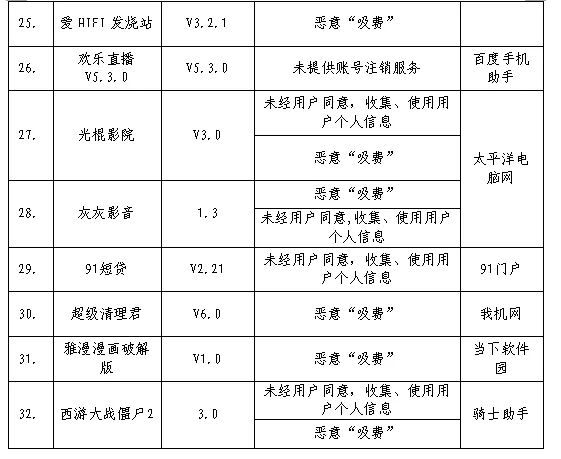 25.
爱HIFI发烧站
V3.2.1
恶意“吸费”
26.
欢乐直播
V5.3.0
V5.3.0
未提供账号注销服务
百度手机
助手
27.
光棍影院
V3.0
未经用户同意，收集、使用用
户个人信息
恶意“吸费”
太平洋电
脑网
28.
灰灰影音
1.3
恶意“吸费”
未经用户同意,收集、使用用户
个人信息
29.
91短贷
V2.21
未经用户同意，收集、使用用
户个人信息
91门户
30.
超级清理君
V6.0
恶意“吸费”
我机网
31.
雅漫漫画破解
版
V1.0
恶意“吸费”
当下软件
园
32.
西游大战僵尸2
3.0
未经用户同意，收集、使用用
户个人信息
恶意“吸费”
骑士助手